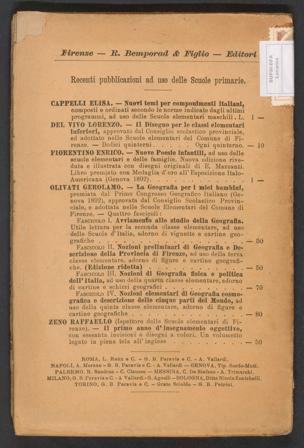 Firenze — R. Bemporad & Figlio — Editori
Recenti pubblicazioni ad uso delle Scuole primarie.
CAPPELLI ELISA. — Nuovi temi per componimenti italiani,
composti e ordinati secondo le norme indicate dagli ultimi
programmi, ad uso delle Scuole elementari maschili. L. 1 —
DEL VIVO LORENZO. — Il Disegno per le classi elementari
inferiori, approvato dal Consiglio scolastico provinciale,
ed adottato nelle Scuole elementari del Comune di Fi-
renze. — Dodici quinterni. Ogni quinterno. — 10
FIORENTINO ENRICO. — Nuove Poesie infantili, ad uso delle
scuole elementari e delle famiglie. Nuova edizione rive-
duta e illustrata con disegni originali di E. Mazzanti.
Libro premiato con Medaglia d'oro all'Esposizione Italo-
Americana (Genova 1892). 1 —
OLIVATI GEROLAMO. — La Geografia per i miei bambini,
premiata dal Primo Congresso Geografico Italiano (Ge-
nova 1892), approvata dal Consiglio Scolastico Provin-
ciale, e adottata nelle Scuole Elementari del Comune di
Firenze. — Quattro fascicoli:
FASCICOLO I. Avviamento allo studio della Geografia.
Utile lettura per la seconda classe elementare, ad uso
delle Scuole d'Italia, adorno di vignette e cartine geo-
grafiche — 50
FASCICOLO II. Nozioni preliminari di Geografia e De-
scrizione della Provincia di Firenze, ad uso della terza
classe elementare, adorno di figure e cartine geografi-
che. (Edizione ridotta) — 50
FASCICOLO III. Nozioni di Geografia fisica e politica
dell'Italia, ad uso della quarta classe elementare, adorno
di cartine e schizzi geografici — 70
FASCICOLO IV. Nozioni elementari di Geografia cosmo-
grafica e descrizione delle cinque parti del Mondo, ad
uso della quinta classe elementare, adorno di figure e
cartine geografiche — 80
ZENO RAFFAELLO (Ispettore delle Scuole elementari di Fi-
renze). — Il primo anno d'insegnamento oggettivo,
con sessanta incisioni e disegni a colori. Un volumetto
legato in piena tela all'inglese — 50
ROMA, L. Roux e C. - G. B. Paravia e C. - A. Vallardi.
NAPOLI, A. Morano - G. B. Paravia e C. - A. Vallardi — GENOVA, Tip. Sordo-Muti.
PALERMO, R. Sandron - C. Clausen — MESSINA, C. De Stefano - A. Trimarchi.
MILANO, G. B. Paravia e C. - A. Vallardi - G. Agnelli — BOLOGNA, Ditta Nicola Zanichelli.
TORINO, G. B. Paravia e C. - Grato Scioldo - G. B. Petrini.